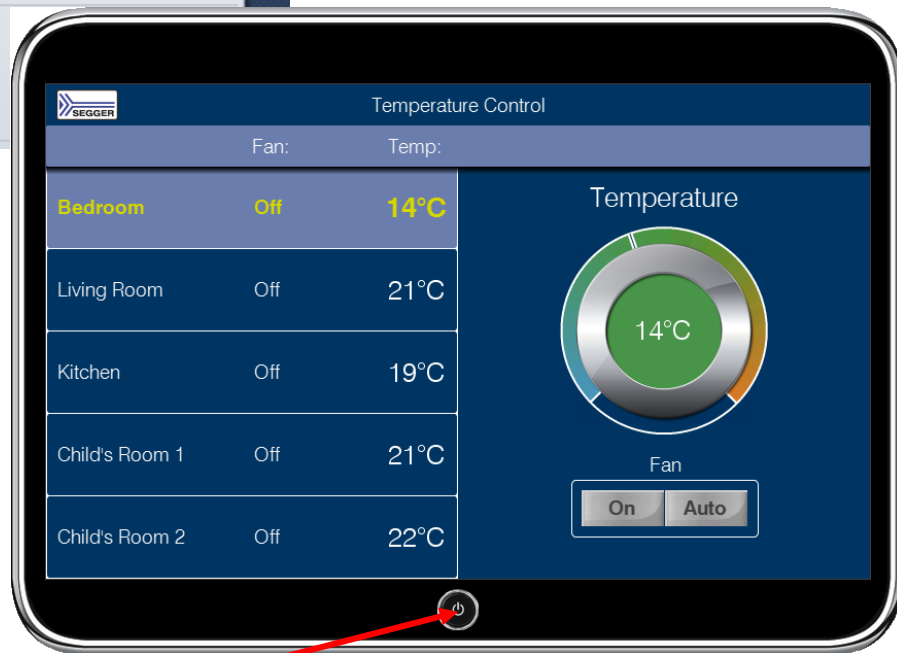 SEGGER
Temperature Control
Fan: Temp:
Bedroom Off 14°C
Living Room Off 21°C
Kitchen Off 19°C
Child's Room 1 Off 21°C
Child's Room 2 Off 22°C
Temperature
14°C
Fan
On Auto